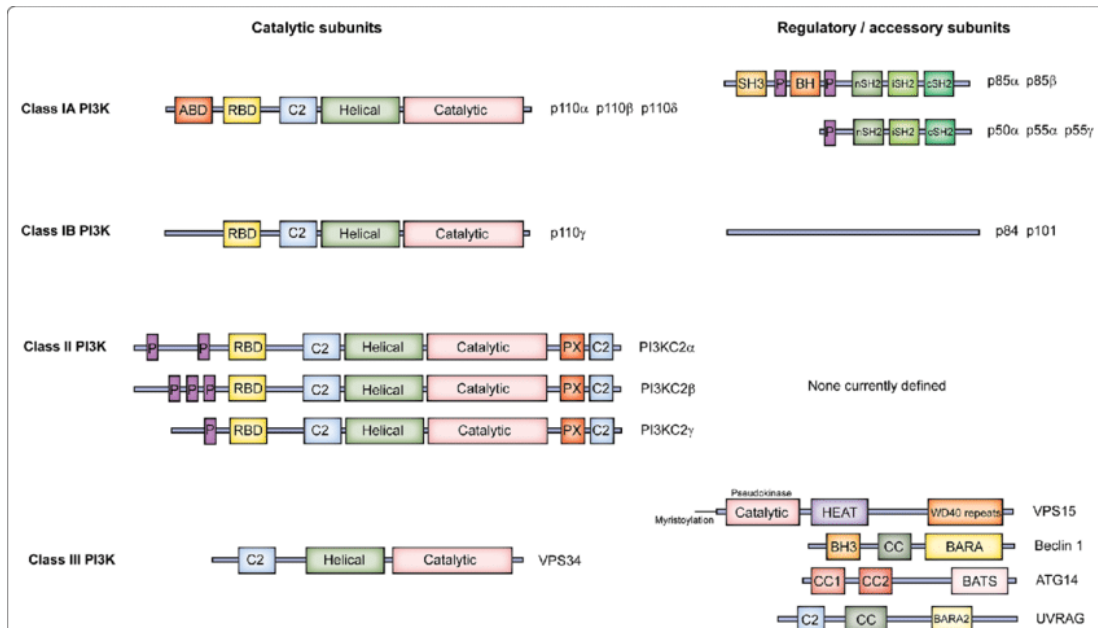 Catalytic subunits
Regulatory / accessory subunits
Class IA PI3K
ABD RBD C2 Helical Catalytic
p110α p110β p110δ
SH3 P BH P nSH2 iSH2 cSH2
p85α p85β
P nSH2 iSH2 cSH2
p50α p55α p55γ
Class IB PI3K
RBD C2 Helical Catalytic
p110γ
p84 p101
Class II PI3K
P P RBD C2 Helical Catalytic PX C2
PI3KC2α
P P P RBD C2 Helical Catalytic PX C2
PI3KC2β
P RBD C2 Helical Catalytic PX C2
PI3KC2γ
None currently defined
Class III PI3K
C2 Helical Catalytic
VPS34
Pseudokinase
Myristoylation
Catalytic HEAT WD40 repeats
VPS15
BH3 CC BARA
Beclin 1
CC1 CC2 BATS
ATG14
C2 CC BARA2
UVRAG